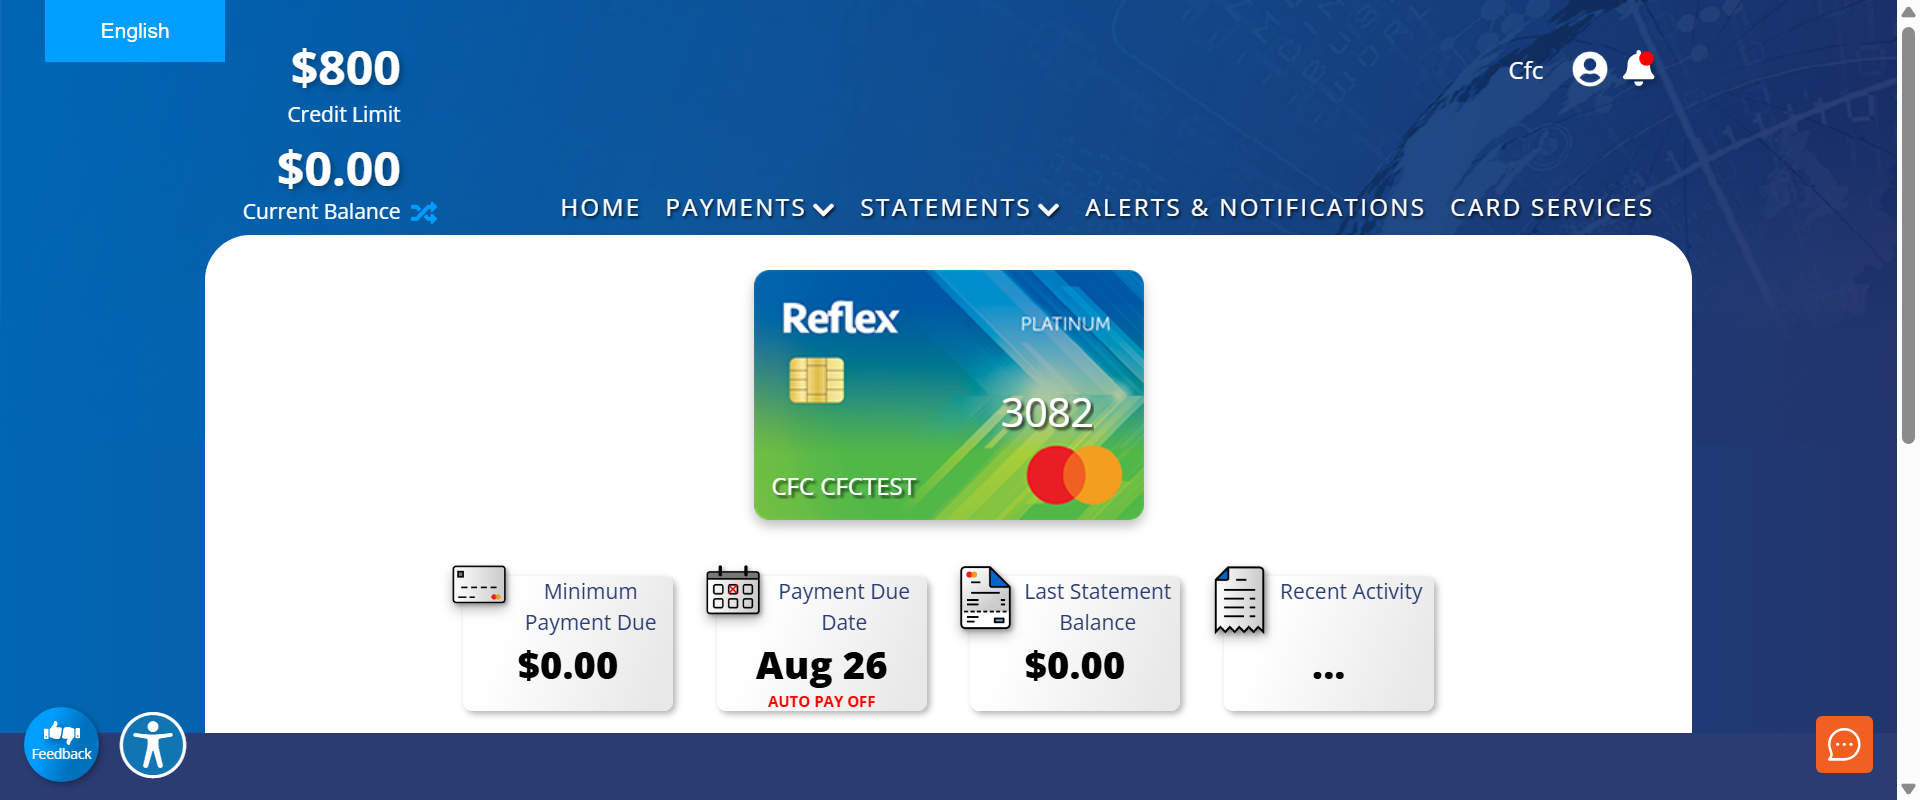 English
$800
Credit Limit
$0.00
Current Balance
Cfc
HOME PAYMENTS STATEMENTS ALERTS & NOTIFICATIONS CARD SERVICES
Reflex
PLATINUM
3082
CFC CFCTEST
Minimum
Payment Due
$0.00
Payment Due
Date
Aug 26
AUTO PAY OFF
Last Statement
Balance
$0.00
Recent Activity
...
Feedback